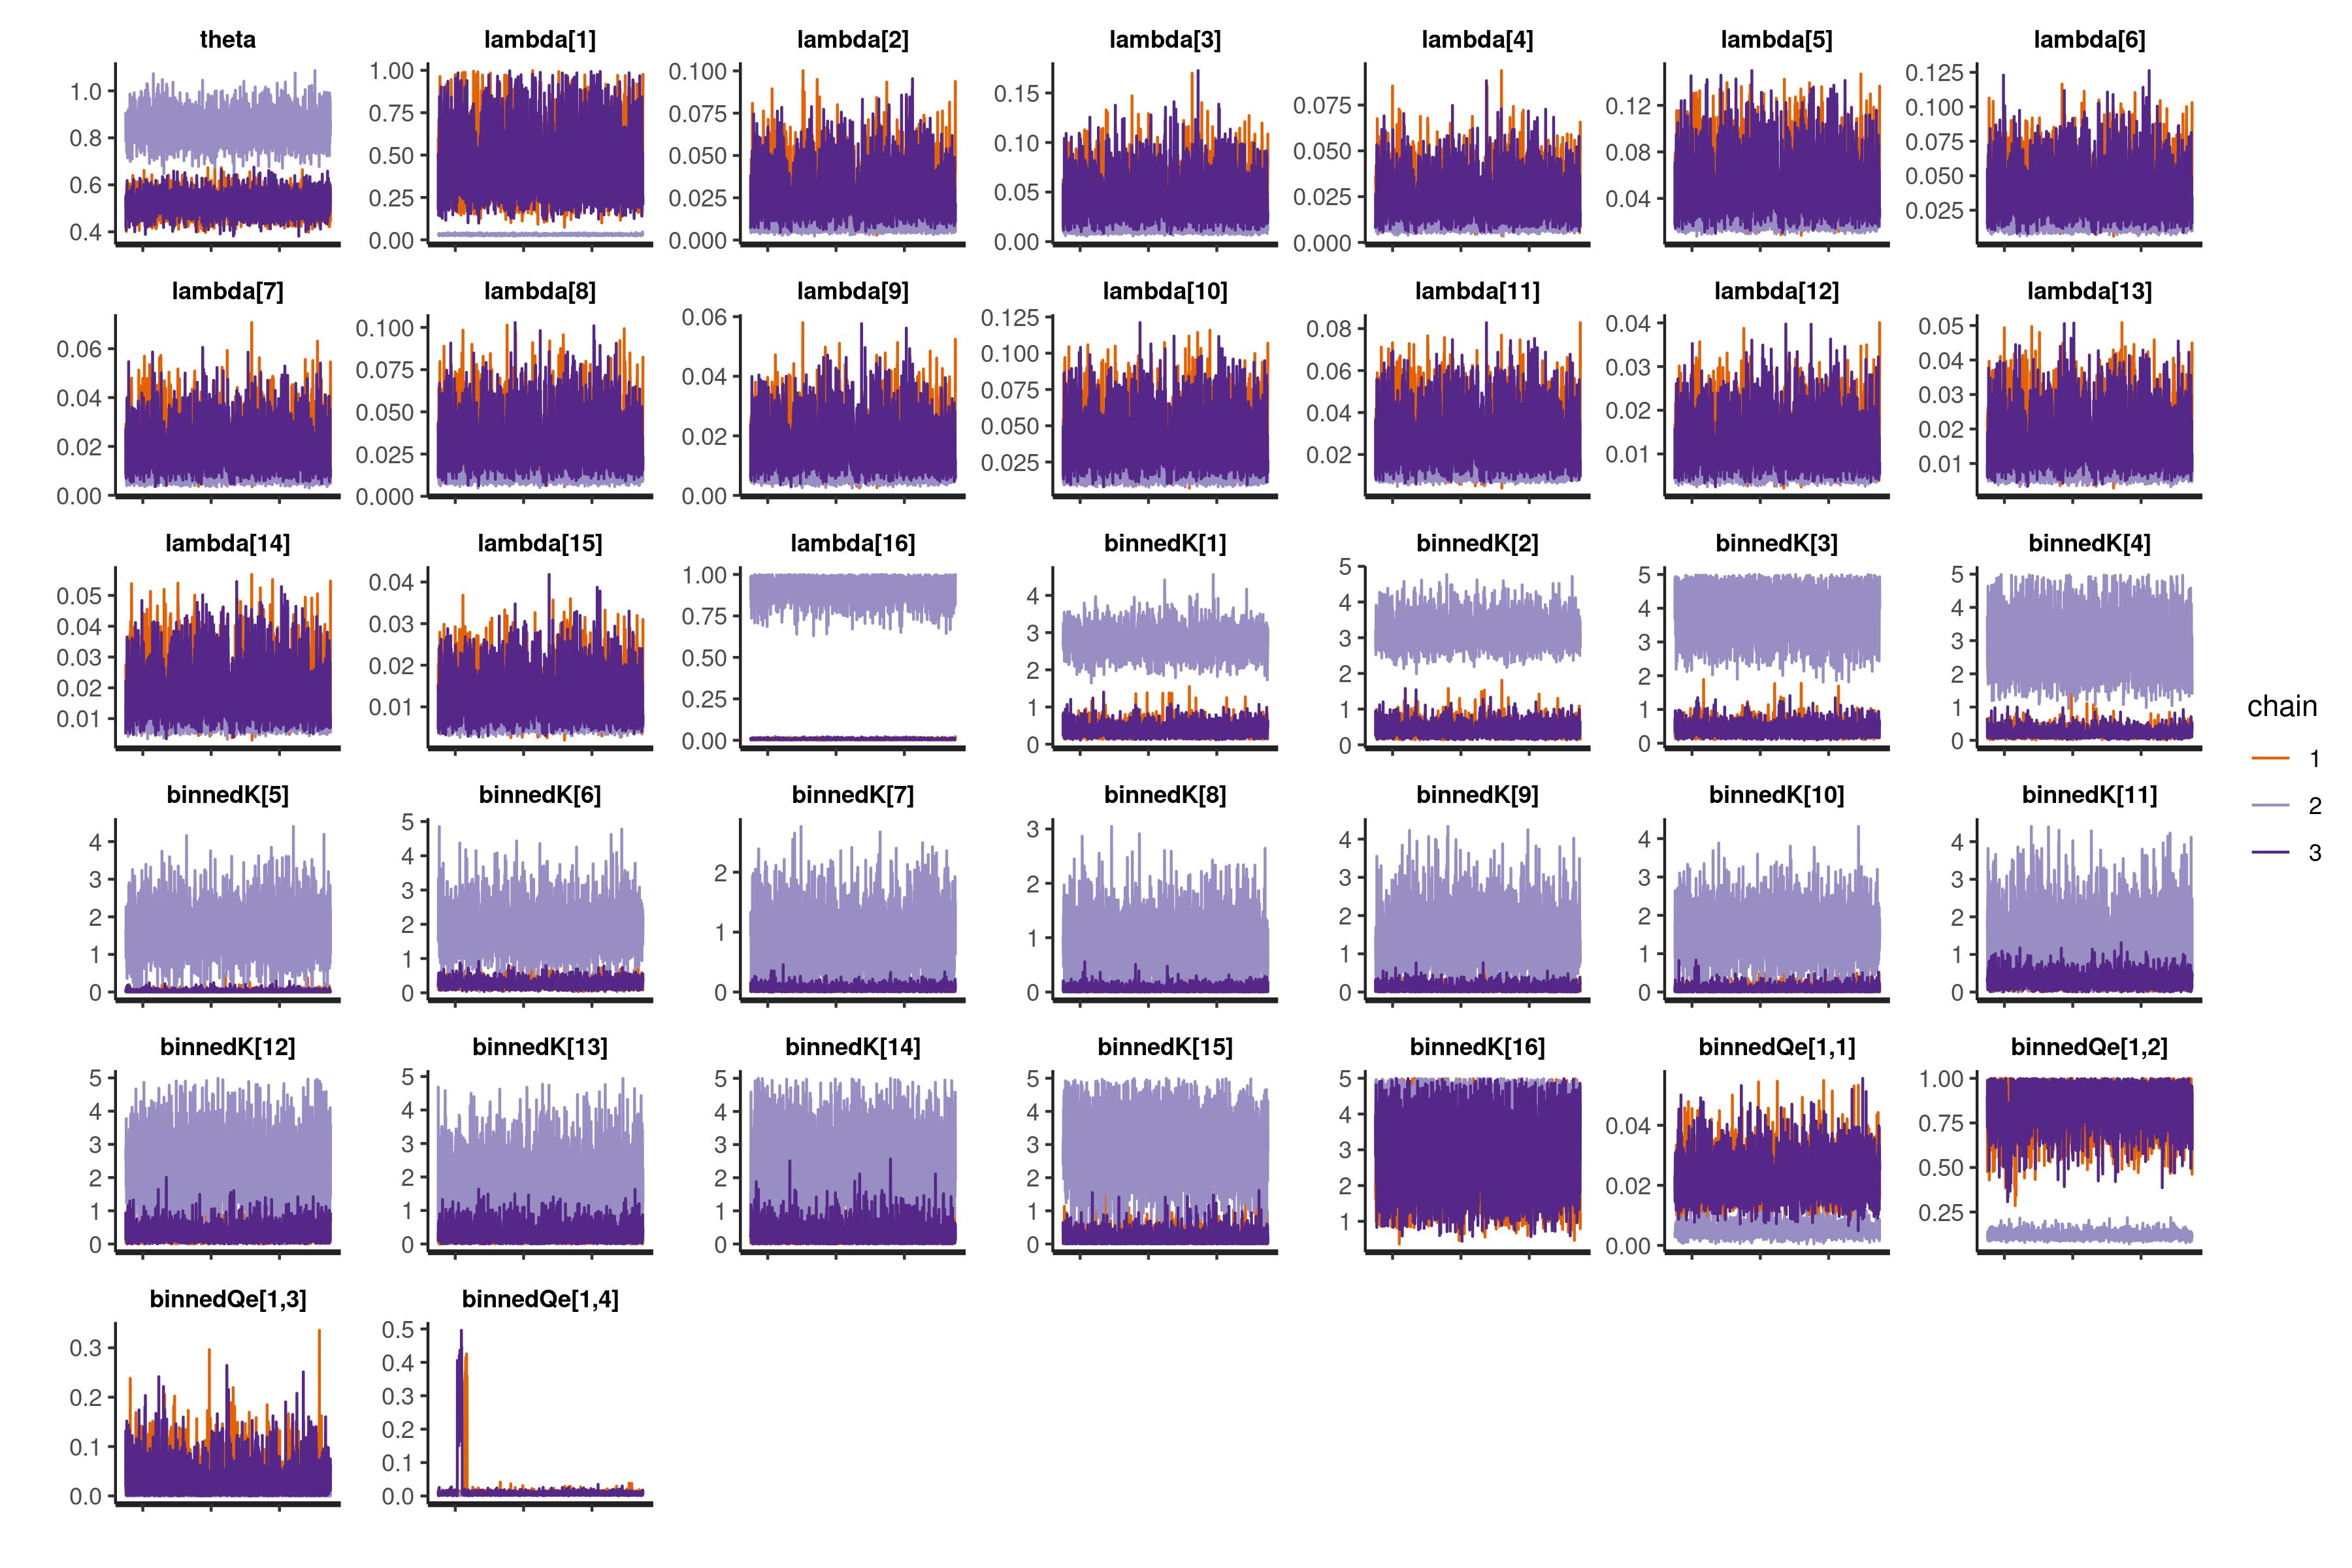 theta lambda[1] lambda[2] lambda[3] lambda[4] lambda[5] lambda[6]
1.0 0.8 0.6 0.4
1.00 0.75 0.50 0.25 0.00
0.100 0.075 0.050 0.025 0.000
0.15 0.10 0.05 0.00
0.075 0.050 0.025 0.000
0.12 0.08 0.04
0.125 0.100 0.075 0.050 0.025
lambda[7] lambda[8] lambda[9] lambda[10] lambda[11] lambda[12] lambda[13]
0.06 0.04 0.02 0.00
0.100 0.075 0.050 0.025 0.000
0.06 0.04 0.02 0.00
0.125 0.100 0.075 0.050 0.025
0.08 0.06 0.04 0.02
0.04 0.03 0.02 0.01
0.05 0.04 0.03 0.02 0.01
lambda[14] lambda[15] lambda[16] binnedK[1] binnedK[2] binnedK[3] binnedK[4]
0.05 0.04 0.03 0.02 0.01
0.04 0.03 0.02 0.01
1.00 0.75 0.50 0.25 0.00
4 3 2 1 0
5 4 3 2 1 0
5 4 3 2 1 0
5 4 3 2 1 0
binnedK[5] binnedK[6] binnedK[7] binnedK[8] binnedK[9] binnedK[10] binnedK[11]
4 3 2 1 0
5 4 3 2 1 0
2 1 0
3 2 1 0
4 3 2 1 0
4 3 2 1 0
4 3 2 1 0
binnedK[12] binnedK[13] binnedK[14] binnedK[15] binnedK[16] binnedQe[1,1] binnedQe[1,2]
5 4 3 2 1 0
5 4 3 2 1 0
5 4 3 2 1 0
5 4 3 2 1 0
5 4 3 2 1
0.04 0.02 0.00
1.00 0.75 0.50 0.25
binnedQe[1,3] binnedQe[1,4]
0.3 0.2 0.1 0.0
0.5 0.4 0.3 0.2 0.1 0.0
chain
1
2
3